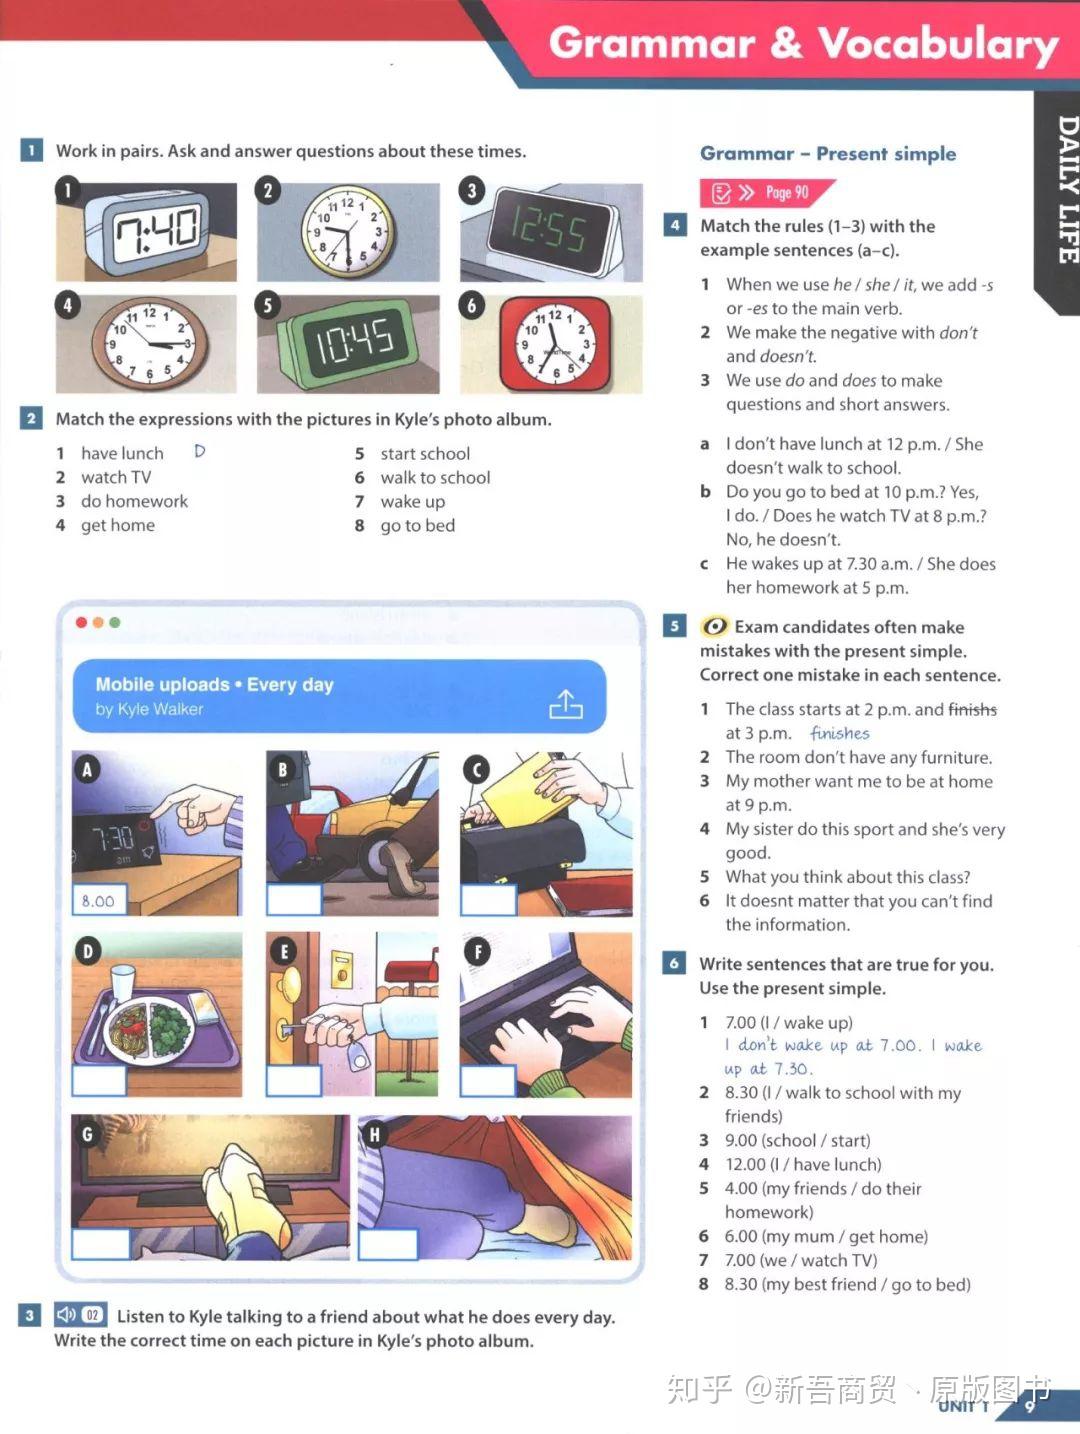 Grammar & Vocabulary
DAILY LIFE
1 Work in pairs. Ask and answer questions about these times.
1
7:40
2
3
12:55
4
5
10:45
6
2 Match the expressions with the pictures in Kyle's photo album.
1 have lunch D
2 watch TV
3 do homework
4 get home
5 start school
6 walk to school
7 wake up
8 go to bed
Mobile uploads • Every day
by Kyle Walker
A
7:30
8.00
B
C
D
E
F
G
H
3 02 Listen to Kyle talking to a friend about what he does every day.
Write the correct time on each picture in Kyle's photo album.
Grammar – Present simple
Page 90
4 Match the rules (1–3) with the
example sentences (a–c).
1 When we use he / she / it, we add -s
or -es to the main verb.
2 We make the negative with don't
and doesn't.
3 We use do and does to make
questions and short answers.
a I don't have lunch at 12 p.m. / She
doesn't walk to school.
b Do you go to bed at 10 p.m.? Yes,
I do. / Does he watch TV at 8 p.m.?
No, he doesn't.
c He wakes up at 7.30 a.m. / She does
her homework at 5 p.m.
5 Exam candidates often make
mistakes with the present simple.
Correct one mistake in each sentence.
1 The class starts at 2 p.m. and finishs
at 3 p.m. finishes
2 The room don't have any furniture.
3 My mother want me to be at home
at 9 p.m.
4 My sister do this sport and she's very
good.
5 What you think about this class?
6 It doesnt matter that you can't find
the information.
6 Write sentences that are true for you.
Use the present simple.
1 7.00 (I / wake up)
I don't wake up at 7.00. I wake
up at 7.30.
2 8.30 (I / walk to school with my
friends)
3 9.00 (school / start)
4 12.00 (I / have lunch)
5 4.00 (my friends / do their
homework)
6 6.00 (my mum / get home)
7 7.00 (we / watch TV)
8 8.30 (my best friend / go to bed)
知乎 @新吾商贸丶原版图书
UNIT 1 9